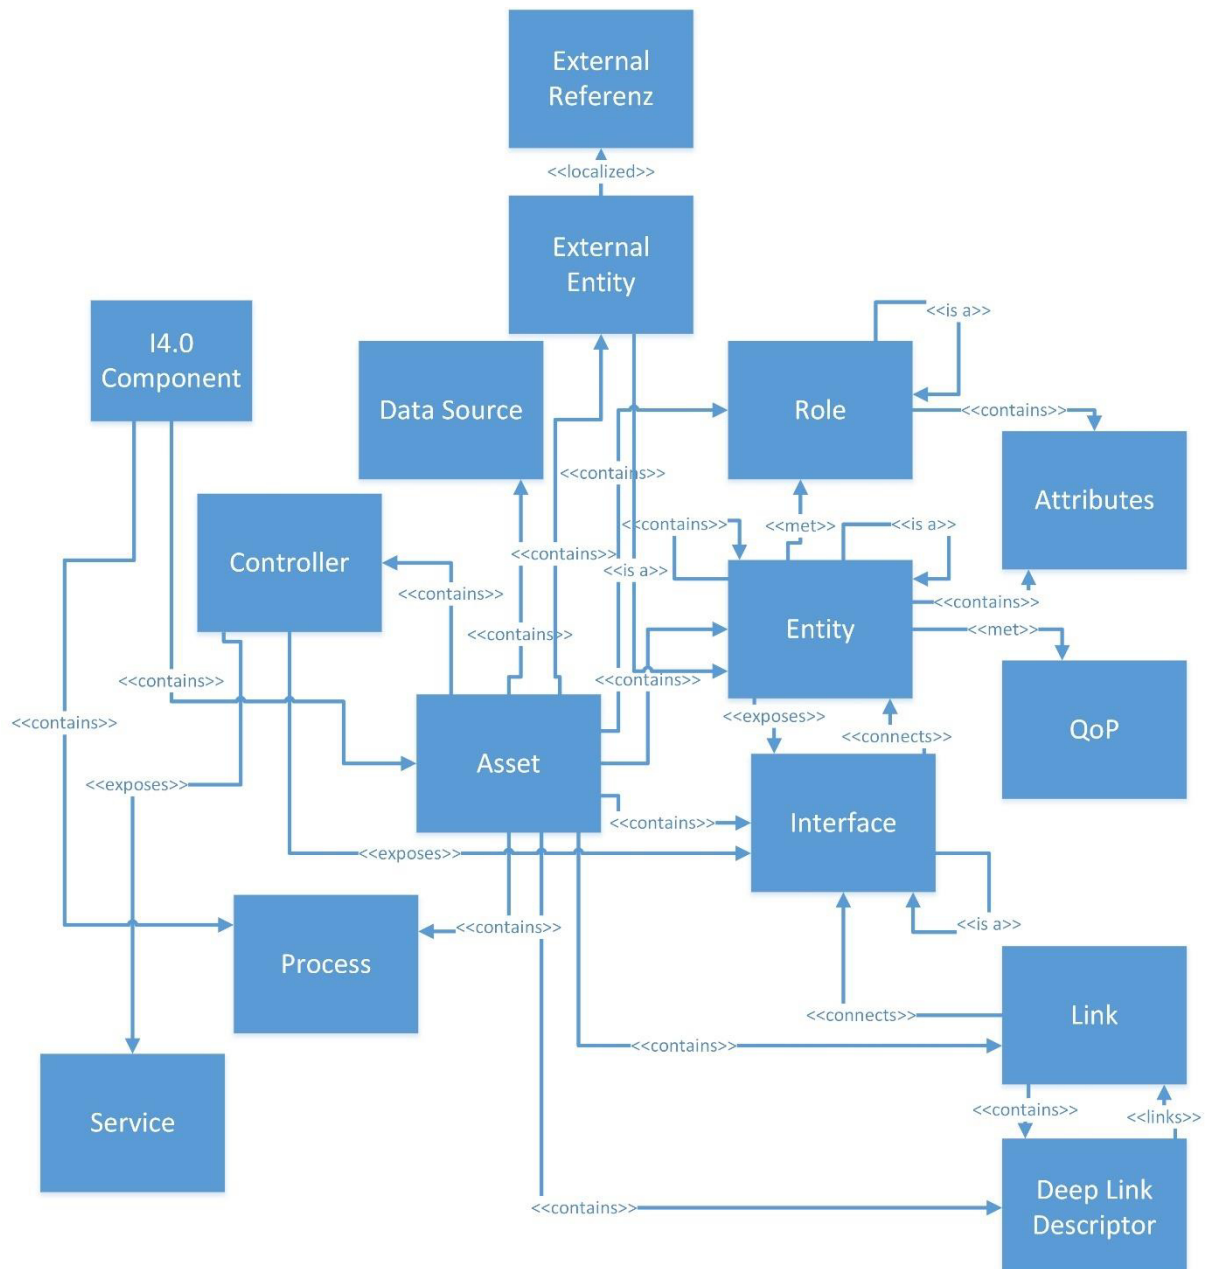 External
Referenz
<<localized>>
External
Entity
I4.0
Component
<<is a>>
Data Source
Role
<<contains>>
<<contains>>
Attributes
<<contains>>
<<met>>
<<is a>>
Controller
<<contains>>
<<is a>>
<<contains>>
<<contains>>
Entity
<<met>>
<<contains>>
<<contains>>
<<contains>>
<<contains>>
<<exposes>>
<<connects>>
QoP
Asset
<<exposes>>
<<contains>>
Interface
<<exposes>>
<<contains>>
<<is a>>
Process
<<connects>>
Link
<<contains>>
Service
<<contains>>
<<links>>
<<contains>>
Deep Link
Descriptor